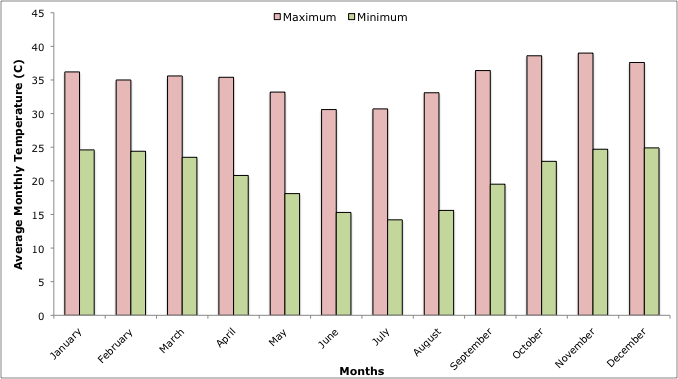 Maximum Minimum
45
40
35
30
25
20
15
10
5
0
Average Monthly Temperature (C)
January February March April May June July August September October November December
Months